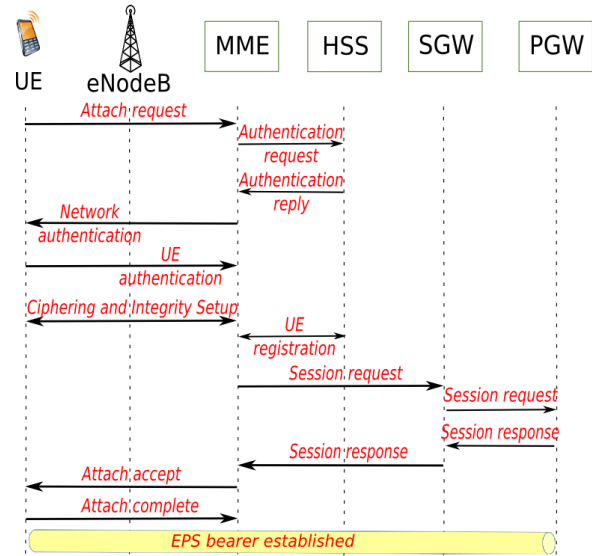 UE
eNodeB
MME
HSS
SGW
PGW
Attach request
Authentication
request
Authentication
reply
Network
authentication
UE
authentication
Ciphering and Integrity Setup
UE
registration
Session request
Session request
Session response
Session response
Attach accept
Attach complete
EPS bearer established